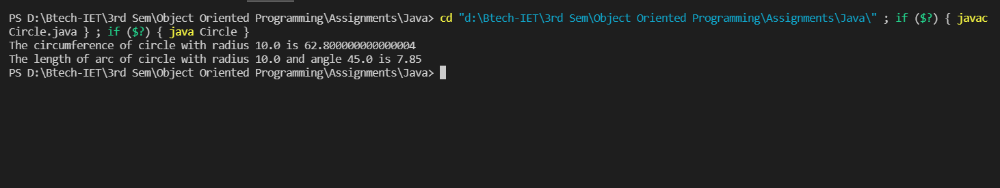 PS D:\Btech-IET\3rd Sem\Object Oriented Programming\Assignments\Java> cd "d:\Btech-IET\3rd Sem\Object Oriented Programming\Assignments\Java\" ; if ($?) { javac
Circle.java } ; if ($?) { java Circle }
The circumference of circle with radius 10.0 is 62.800000000000004
The length of arc of circle with radius 10.0 and angle 45.0 is 7.85
PS D:\Btech-IET\3rd Sem\Object Oriented Programming\Assignments\Java>